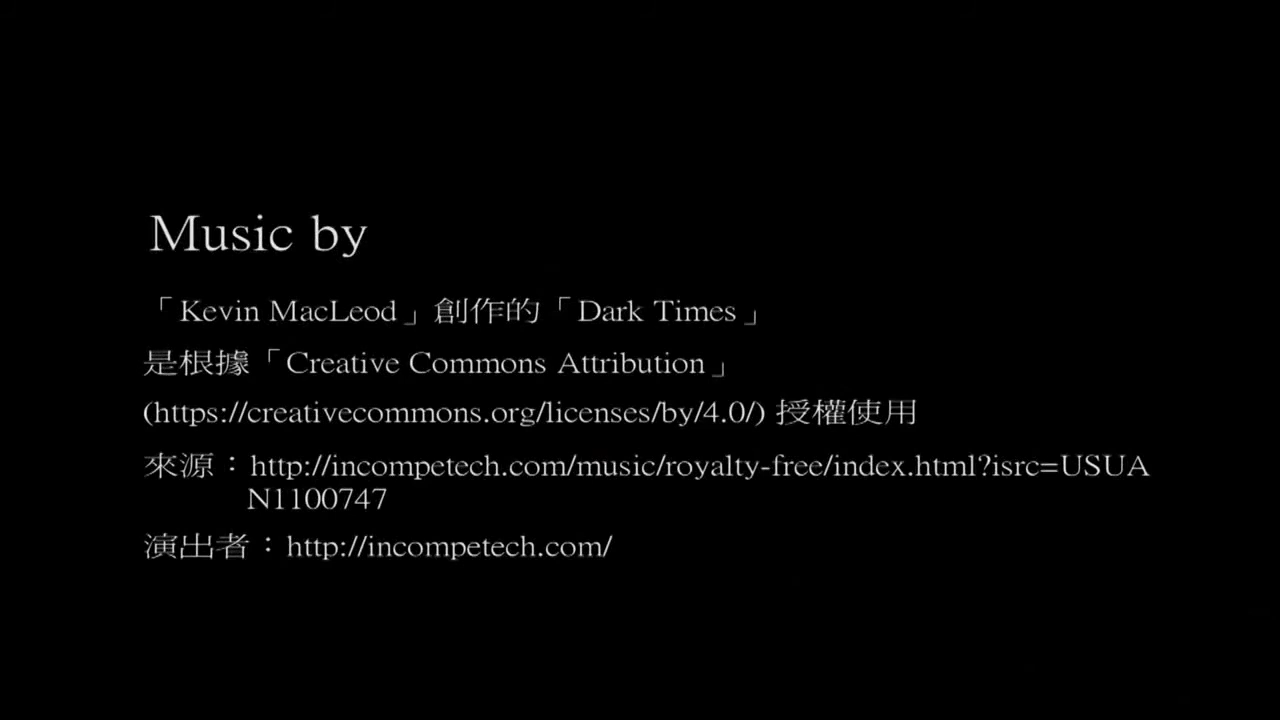 Music by
「Kevin MacLeod」創作的「Dark Times」
是根據「Creative Commons Attribution」
(https://creativecommons.org/licenses/by/4.0/) 授權使用
來源：http://incompetech.com/music/royalty-free/index.html?isrc=USUA
N1100747
演出者：http://incompetech.com/